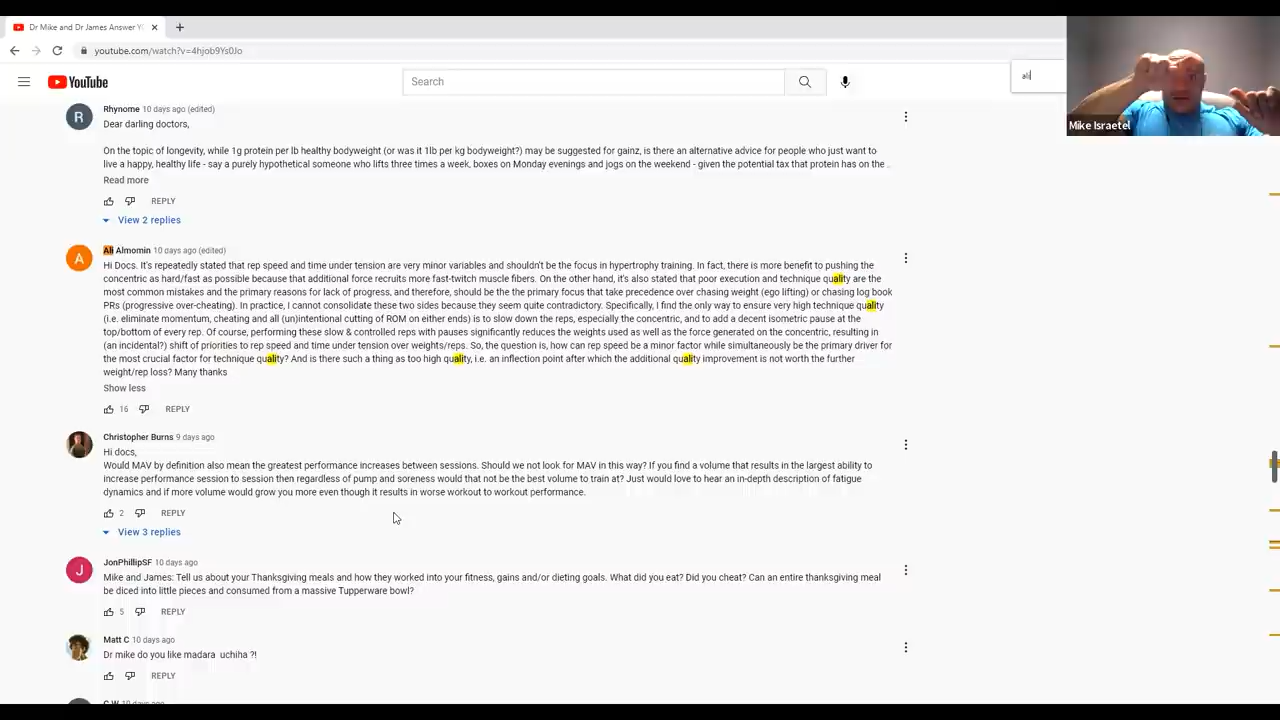 Dr Mike and Dr James Answer Yo
youtube.com/watch?v=4hjob9Ys0Jo
YouTube
Search
ali
Mike Israetel
R
Rhynome 10 days ago (edited)
Dear darling doctors,
On the topic of longevity, while 1g protein per lb healthy bodyweight (or was it 1lb per kg bodyweight?) may be suggested for gainz, is there an alternative advice for people who just want to
live a happy, healthy life - say a purely hypothetical someone who lifts three times a week, boxes on Monday evenings and jogs on the weekend - given the potential tax that protein has on the ..
Read more
REPLY
View 2 replies
A
Ali Almomin 10 days ago (edited)
Hi Docs. It's repeatedly stated that rep speed and time under tension are very minor variables and shouldn't be the focus in hypertrophy training. In fact, there is more benefit to pushing the
concentric as hard/fast as possible because that additional force recruits more fast-twitch muscle fibers. On the other hand, it's also stated that poor execution and technique quality are the
most common mistakes and the primary reasons for lack of progress, and therefore, should be the the primary focus that take precedence over chasing weight (ego lifting) or chasing log book
PRs (progressive over-cheating). In practice, I cannot consolidate these two sides because they seem quite contradictory. Specifically, I find the only way to ensure very high technique quality
(i.e. eliminate momentum, cheating and all (un)intentional cutting of ROM on either ends) is to slow down the reps, especially the concentric, and to add a decent isometric pause at the
top/bottom of every rep. Of course, performing these slow & controlled reps with pauses significantly reduces the weights used as well as the force generated on the concentric, resulting in
(an incidental?) shift of priorities to rep speed and time under tension over weights/reps. So, the question is, how can rep speed be a minor factor while simultaneously be the primary driver for
the most crucial factor for technique quality? And is there such a thing as too high quality, i.e. an inflection point after which the additional quality improvement is not worth the further
weight/rep loss? Many thanks
Show less
16 REPLY
Christopher Burns 9 days ago
Hi docs,
Would MAV by definition also mean the greatest performance increases between sessions. Should we not look for MAV in this way? If you find a volume that results in the largest ability to
increase performance session to session then regardless of pump and soreness would that not be the best volume to train at? Just would love to hear an in-depth description of fatigue
dynamics and if more volume would grow you more even though it results in worse workout to workout performance.
2 REPLY
View 3 replies
J
JonPhillipSF 10 days ago
Mike and James: Tell us about your Thanksgiving meals and how they worked into your fitness, gains and/or dieting goals. What did you eat? Did you cheat? Can an entire thanksgiving meal
be diced into little pieces and consumed from a massive Tupperware bowl?
5 REPLY
Matt C 10 days ago
Dr mike do you like madara uchiha ?!
REPLY
C W 10 days ago